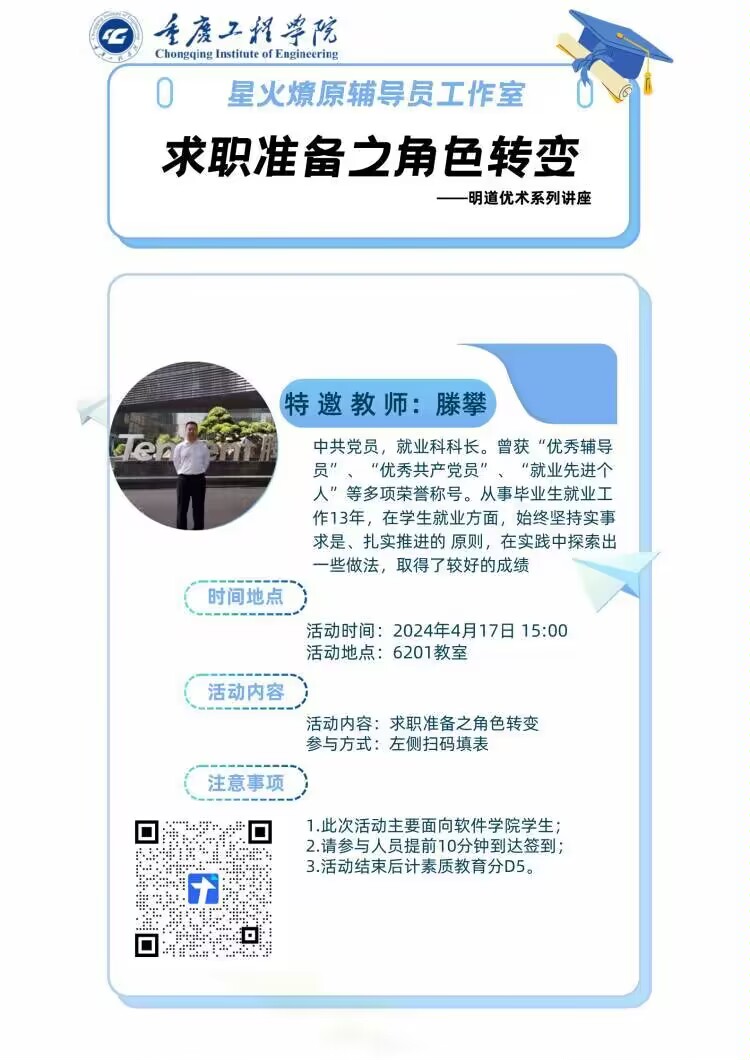 重庆工程学院
Chongqing Institute of Engineering
星火燎原辅导员工作室
求职准备之角色转变
——明道优术系列讲座
特邀教师：滕攀
Tencent 腾
中共党员，就业科科长。曾获“优秀辅导
员”、“优秀共产党员”、“就业先进个
人”等多项荣誉称号。从事毕业生就业工
作13年，在学生就业方面，始终坚持实事
求是、扎实推进的 原则，在实践中探索出
一些做法，取得了较好的成绩
时间地点
活动时间：2024年4月17日 15:00
活动地点：6201教室
活动内容
活动内容：求职准备之角色转变
参与方式：左侧扫码填表
注意事项
1.此次活动主要面向软件学院学生；
2.请参与人员提前10分钟到达签到；
3.活动结束后计素质教育分D5。